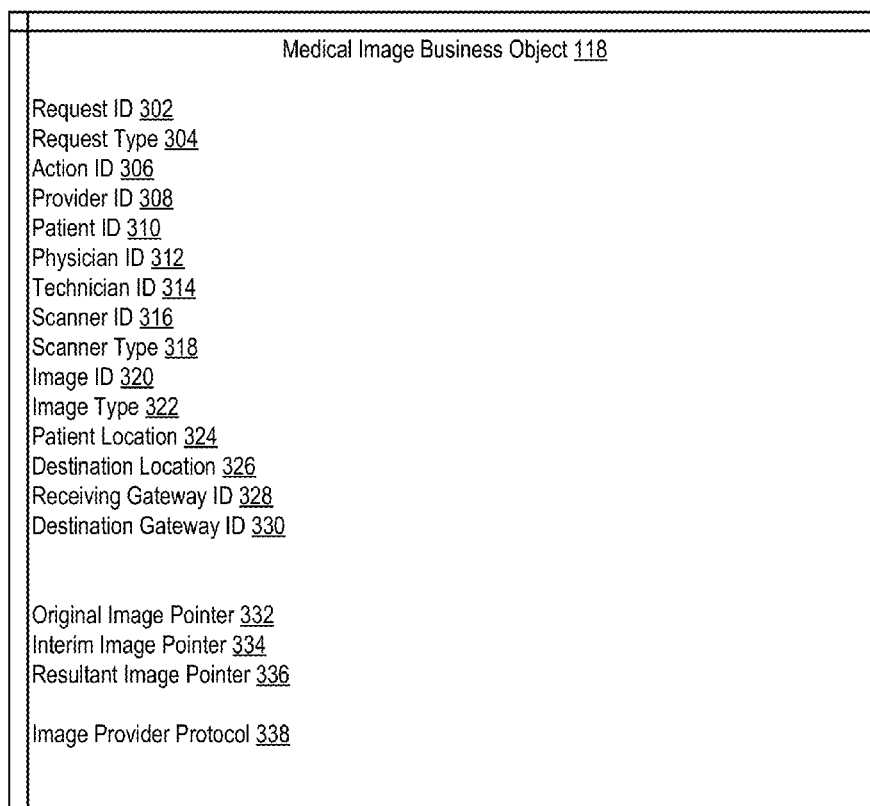 Medical Image Business Object 118
Request ID 302
Request Type 304
Action ID 306
Provider ID 308
Patient ID 310
Physician ID 312
Technician ID 314
Scanner ID 316
Scanner Type 318
Image ID 320
Image Type 322
Patient Location 324
Destination Location 326
Receiving Gateway ID 328
Destination Gateway ID 330
Original Image Pointer 332
Interim Image Pointer 334
Resultant Image Pointer 336
Image Provider Protocol 338